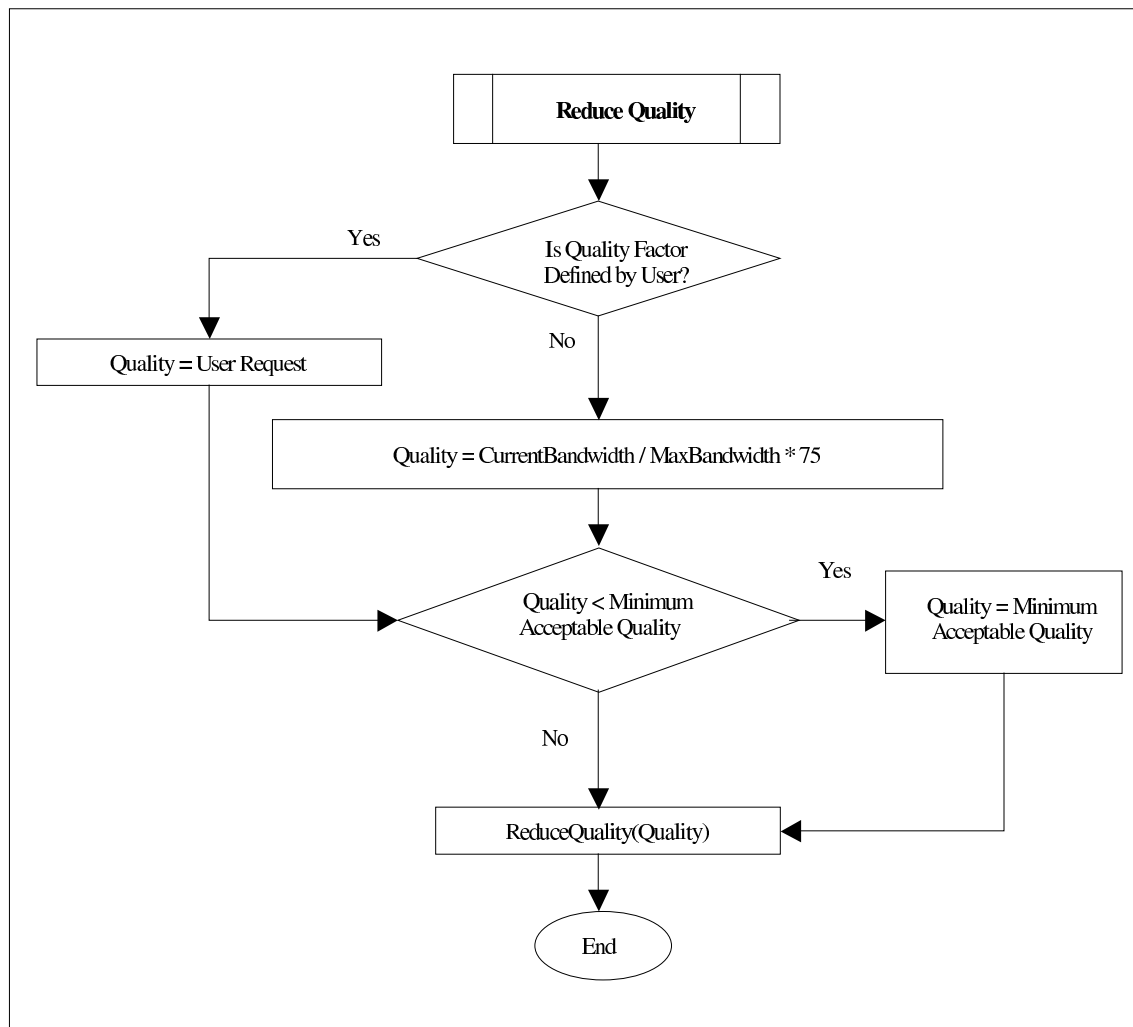 Reduce Quality
Is Quality Factor
Defined by User?
Yes
No
Quality = User Request
Quality = CurrentBandwidth / MaxBandwidth * 75
Quality < Minimum
Acceptable Quality
Yes
Quality = Minimum
Acceptable Quality
No
ReduceQuality(Quality)
End